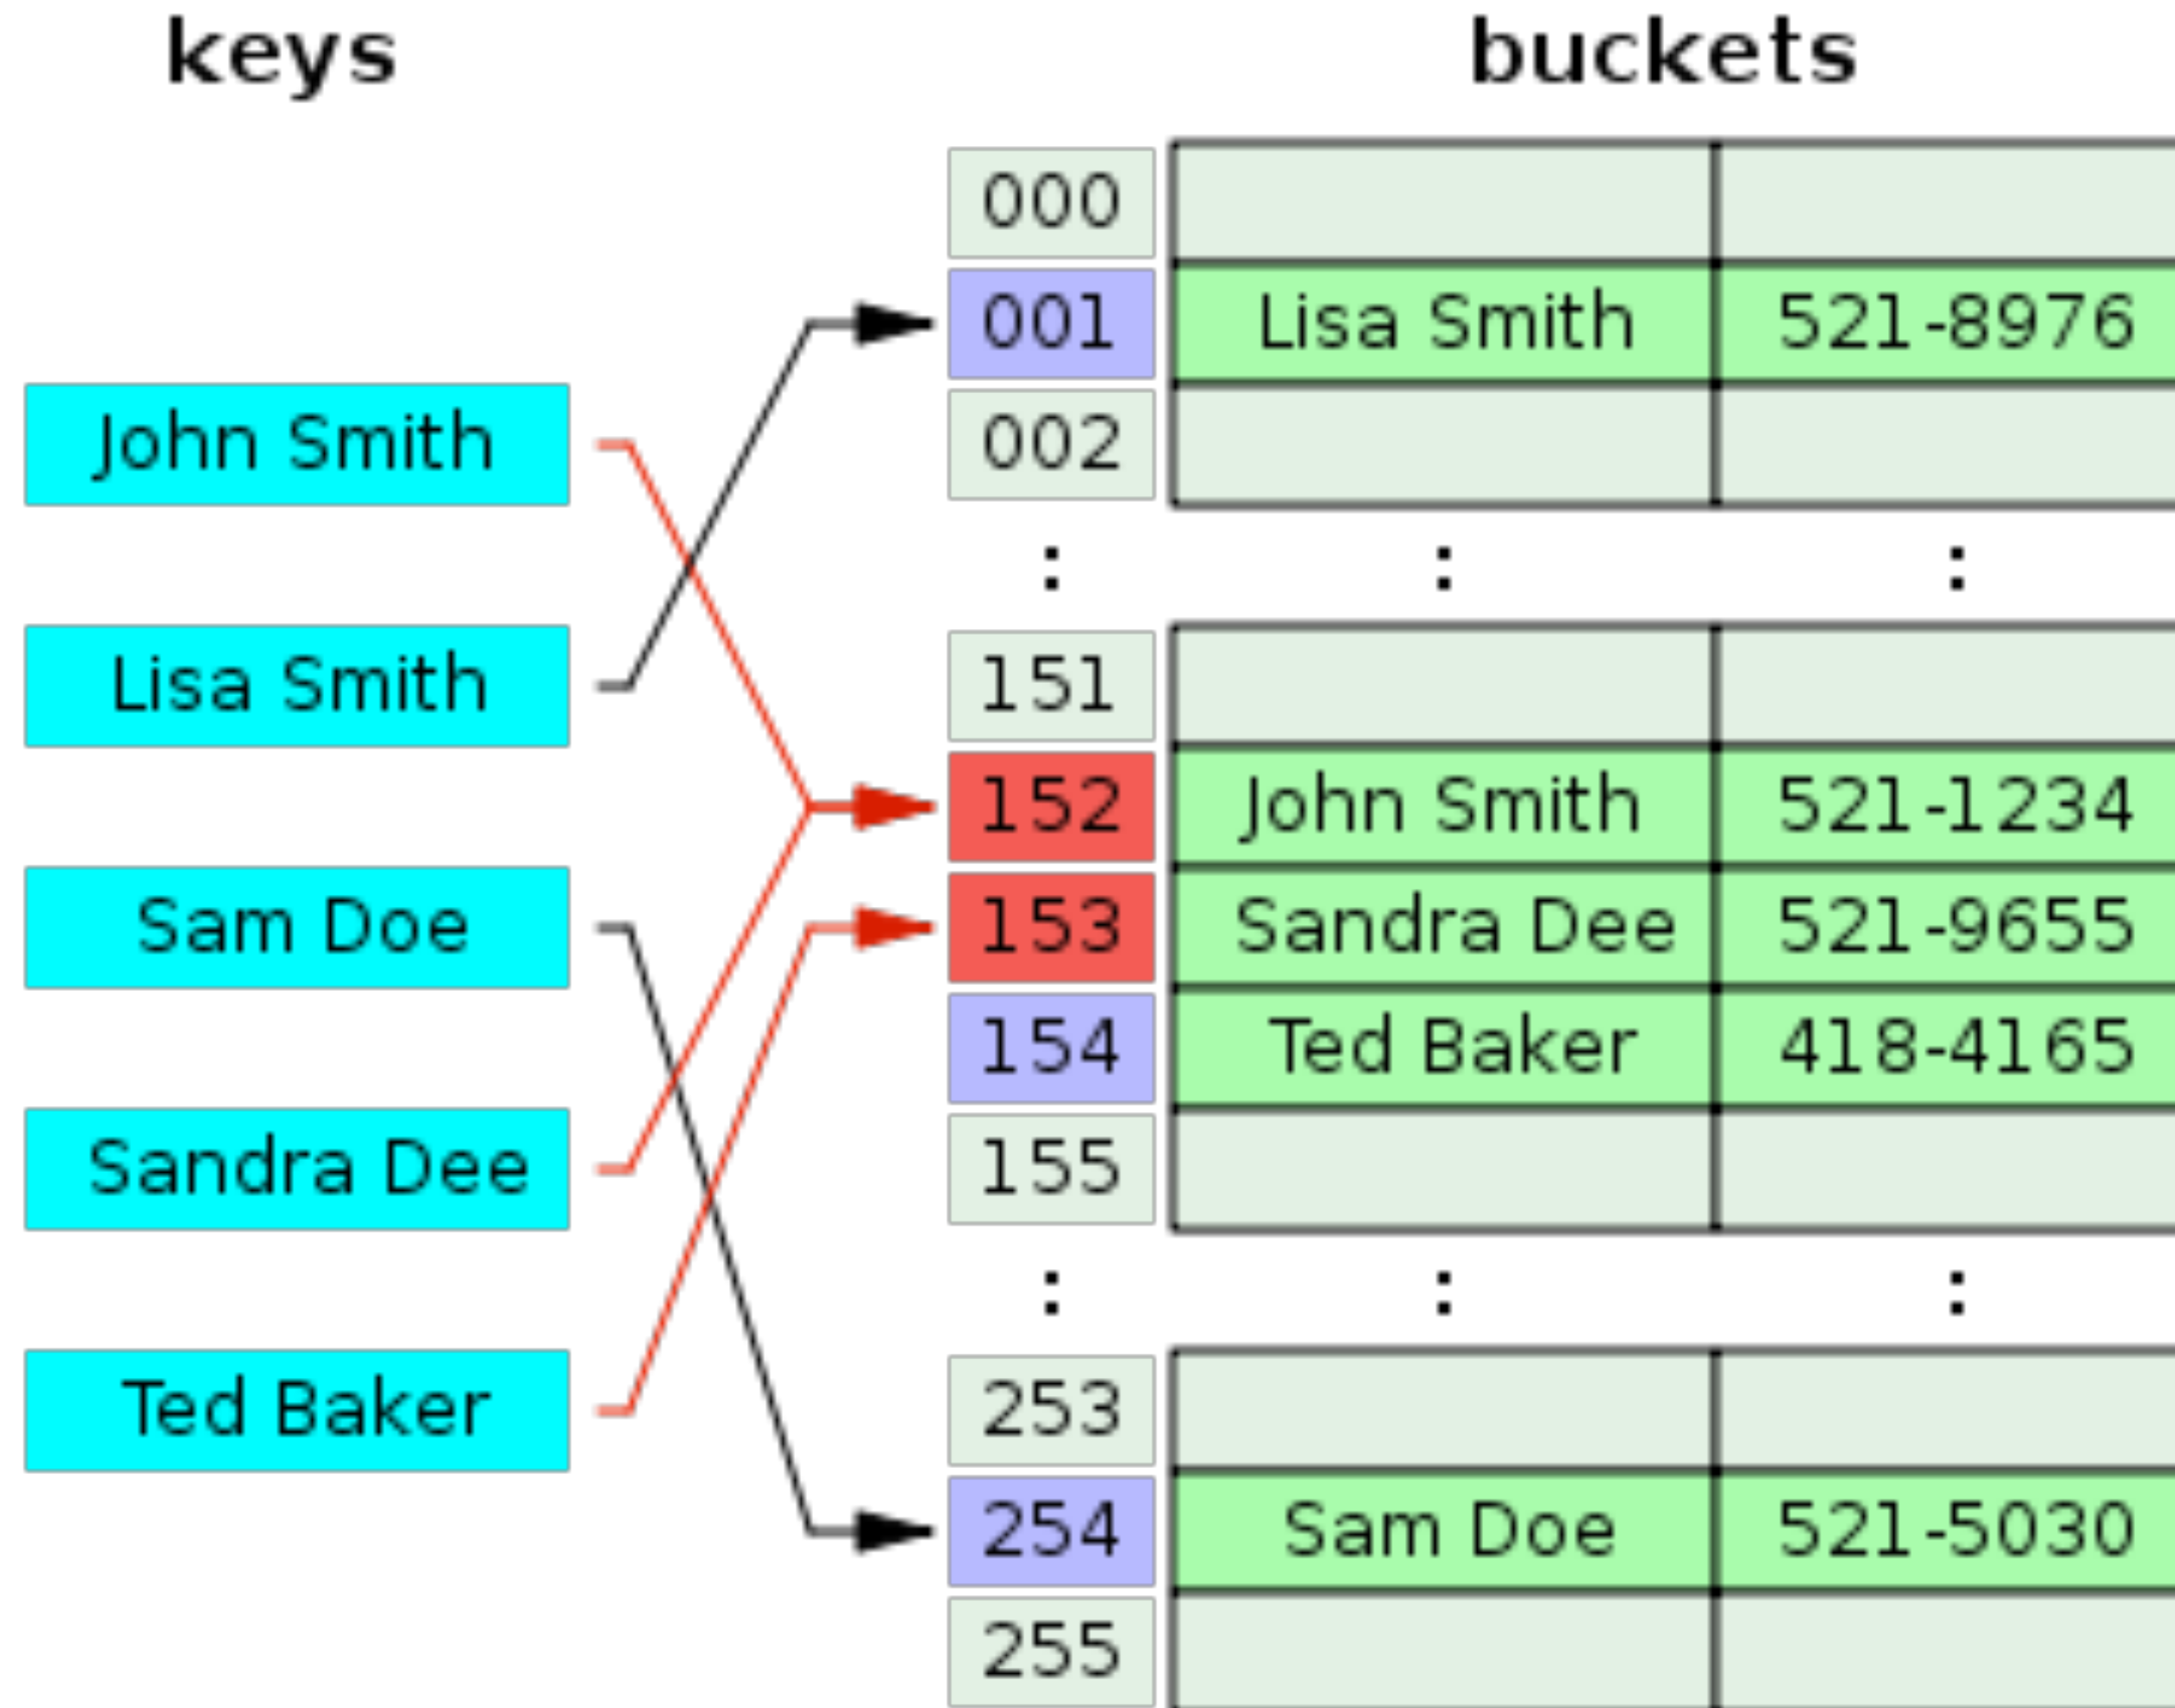 keys
buckets
000
001 Lisa Smith 521-8976
002
: : :
John Smith
Lisa Smith
Sam Doe
Sandra Dee
Ted Baker
151
152 John Smith 521-1234
153 Sandra Dee 521-9655
154 Ted Baker 418-4165
155
: : :
253
254 Sam Doe 521-5030
255